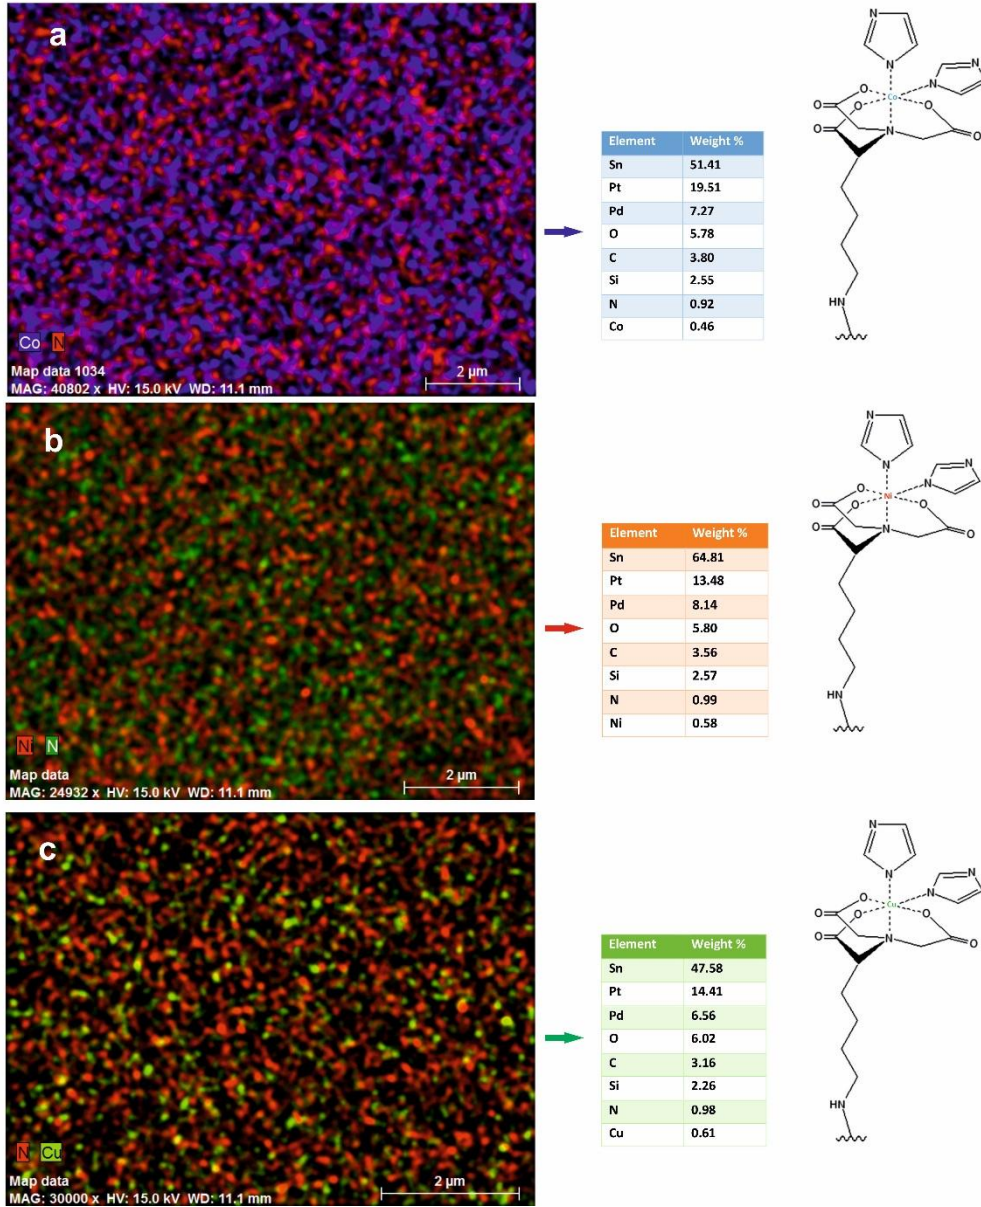 a
Co N
Map data 1034
MAG: 40802 x HV: 15.0 kV WD: 11.1 mm
2 µm
Element Weight %
Sn 51.41
Pt 19.51
Pd 7.27
O 5.78
C 3.80
Si 2.55
N 0.92
Co 0.46
N
N
N
N
O
O
Co
O
O
O
N
O
HN
b
Ni N
Map data
MAG: 24932 x HV: 15.0 kV WD: 11.1 mm
2 µm
Element Weight %
Sn 64.81
Pt 13.48
Pd 8.14
O 5.80
C 3.56
Si 2.57
N 0.99
Ni 0.58
N
N
N
N
O
O
Ni
O
O
O
N
O
HN
c
N Cu
Map data
MAG: 30000 x HV: 15.0 kV WD: 11.1 mm
2 µm
Element Weight %
Sn 47.58
Pt 14.41
Pd 6.56
O 6.02
C 3.16
Si 2.26
N 0.98
Cu 0.61
N
N
N
N
O
O
Cu
O
O
O
N
O
HN